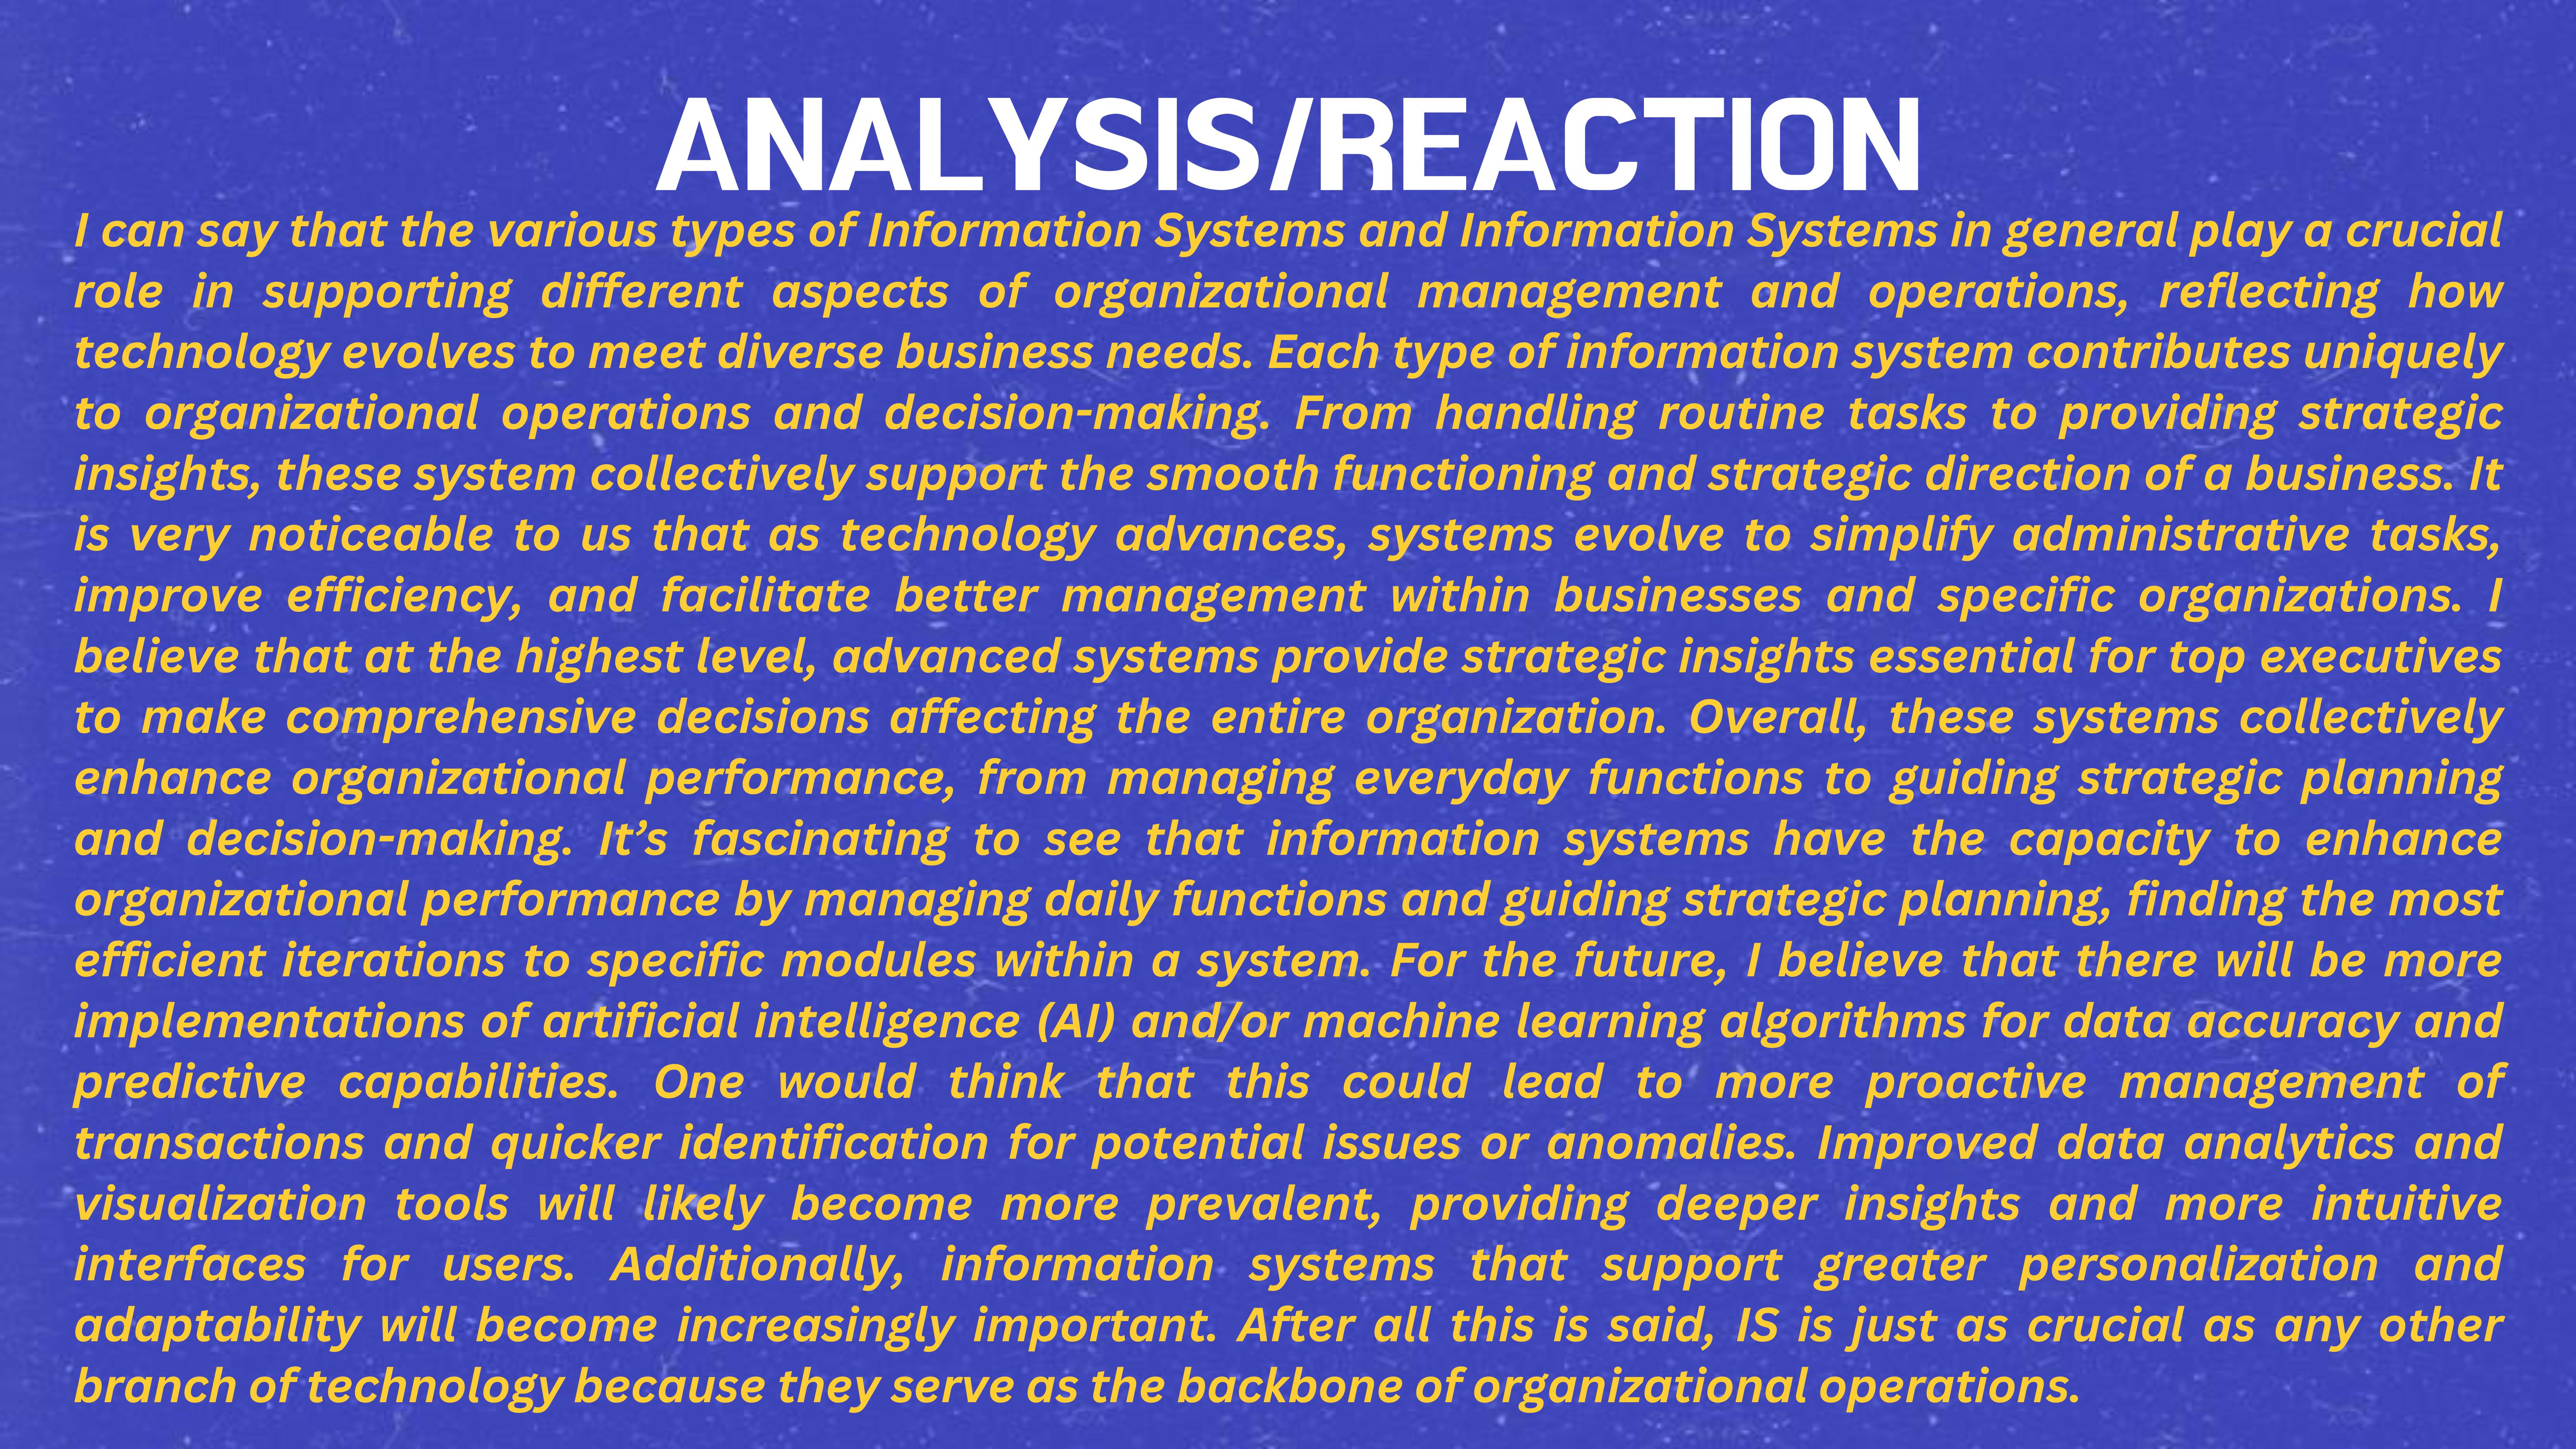 ANALYSIS/REACTION
I can say that the various types of Information Systems and Information Systems in general play a crucial
role in supporting different aspects of organizational management and operations, reflecting how
technology evolves to meet diverse business needs. Each type of information system contributes uniquely
to organizational operations and decision-making. From handling routine tasks to providing strategic
insights, these system collectively support the smooth functioning and strategic direction of a business. It
is very noticeable to us that as technology advances, systems evolve to simplify administrative tasks,
improve efficiency, and facilitate better management within businesses and specific organizations. I
believe that at the highest level, advanced systems provide strategic insights essential for top executives
to make comprehensive decisions affecting the entire organization. Overall, these systems collectively
enhance organizational performance, from managing everyday functions to guiding strategic planning
and decision-making. It’s fascinating to see that information systems have the capacity to enhance
organizational performance by managing daily functions and guiding strategic planning, finding the most
efficient iterations to specific modules within a system. For the future, I believe that there will be more
implementations of artificial intelligence (AI) and/or machine learning algorithms for data accuracy and
predictive capabilities. One would think that this could lead to more proactive management of
transactions and quicker identification for potential issues or anomalies. Improved data analytics and
visualization tools will likely become more prevalent, providing deeper insights and more intuitive
interfaces for users. Additionally, information systems that support greater personalization and
adaptability will become increasingly important. After all this is said, IS is just as crucial as any other
branch of technology because they serve as the backbone of organizational operations.